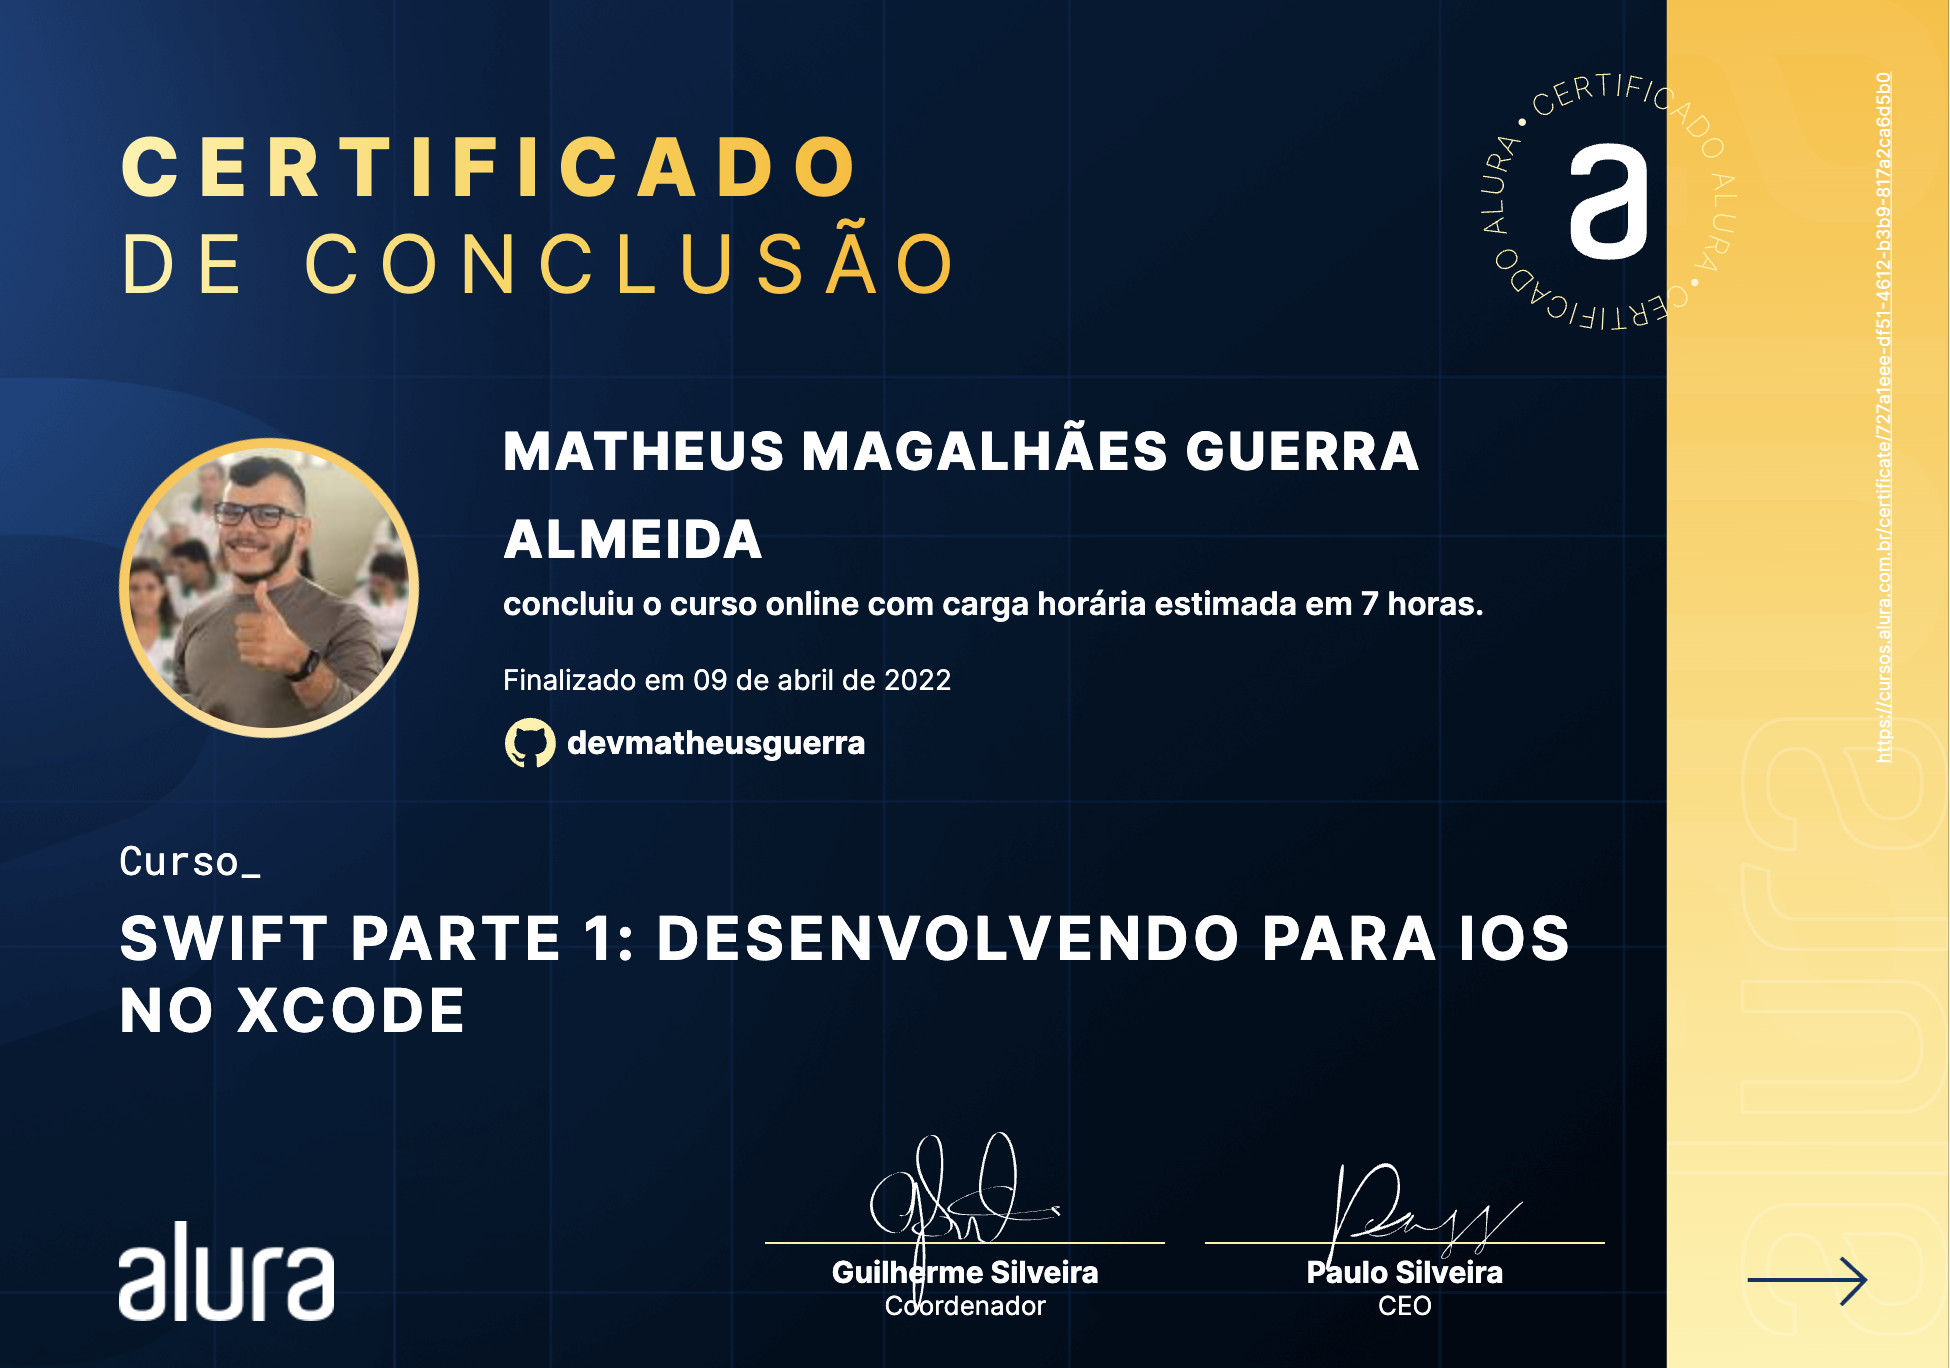 CERTIFICADO
DE CONCLUSÃO
CERTIFICADO ALURA • CERTIFICADO ALURA •
a
MATHEUS MAGALHÃES GUERRA
ALMEIDA
concluiu o curso online com carga horária estimada em 7 horas.
Finalizado em 09 de abril de 2022
devmatheusguerra
Curso_
SWIFT PARTE 1: DESENVOLVENDO PARA IOS
NO XCODE
alura
Guilherme Silveira
Coordenador
Paulo Silveira
CEO
https://cursos.alura.com.br/certificate/727a1eee-df51-4612-b3b9-817a2ca6d5b0
alura